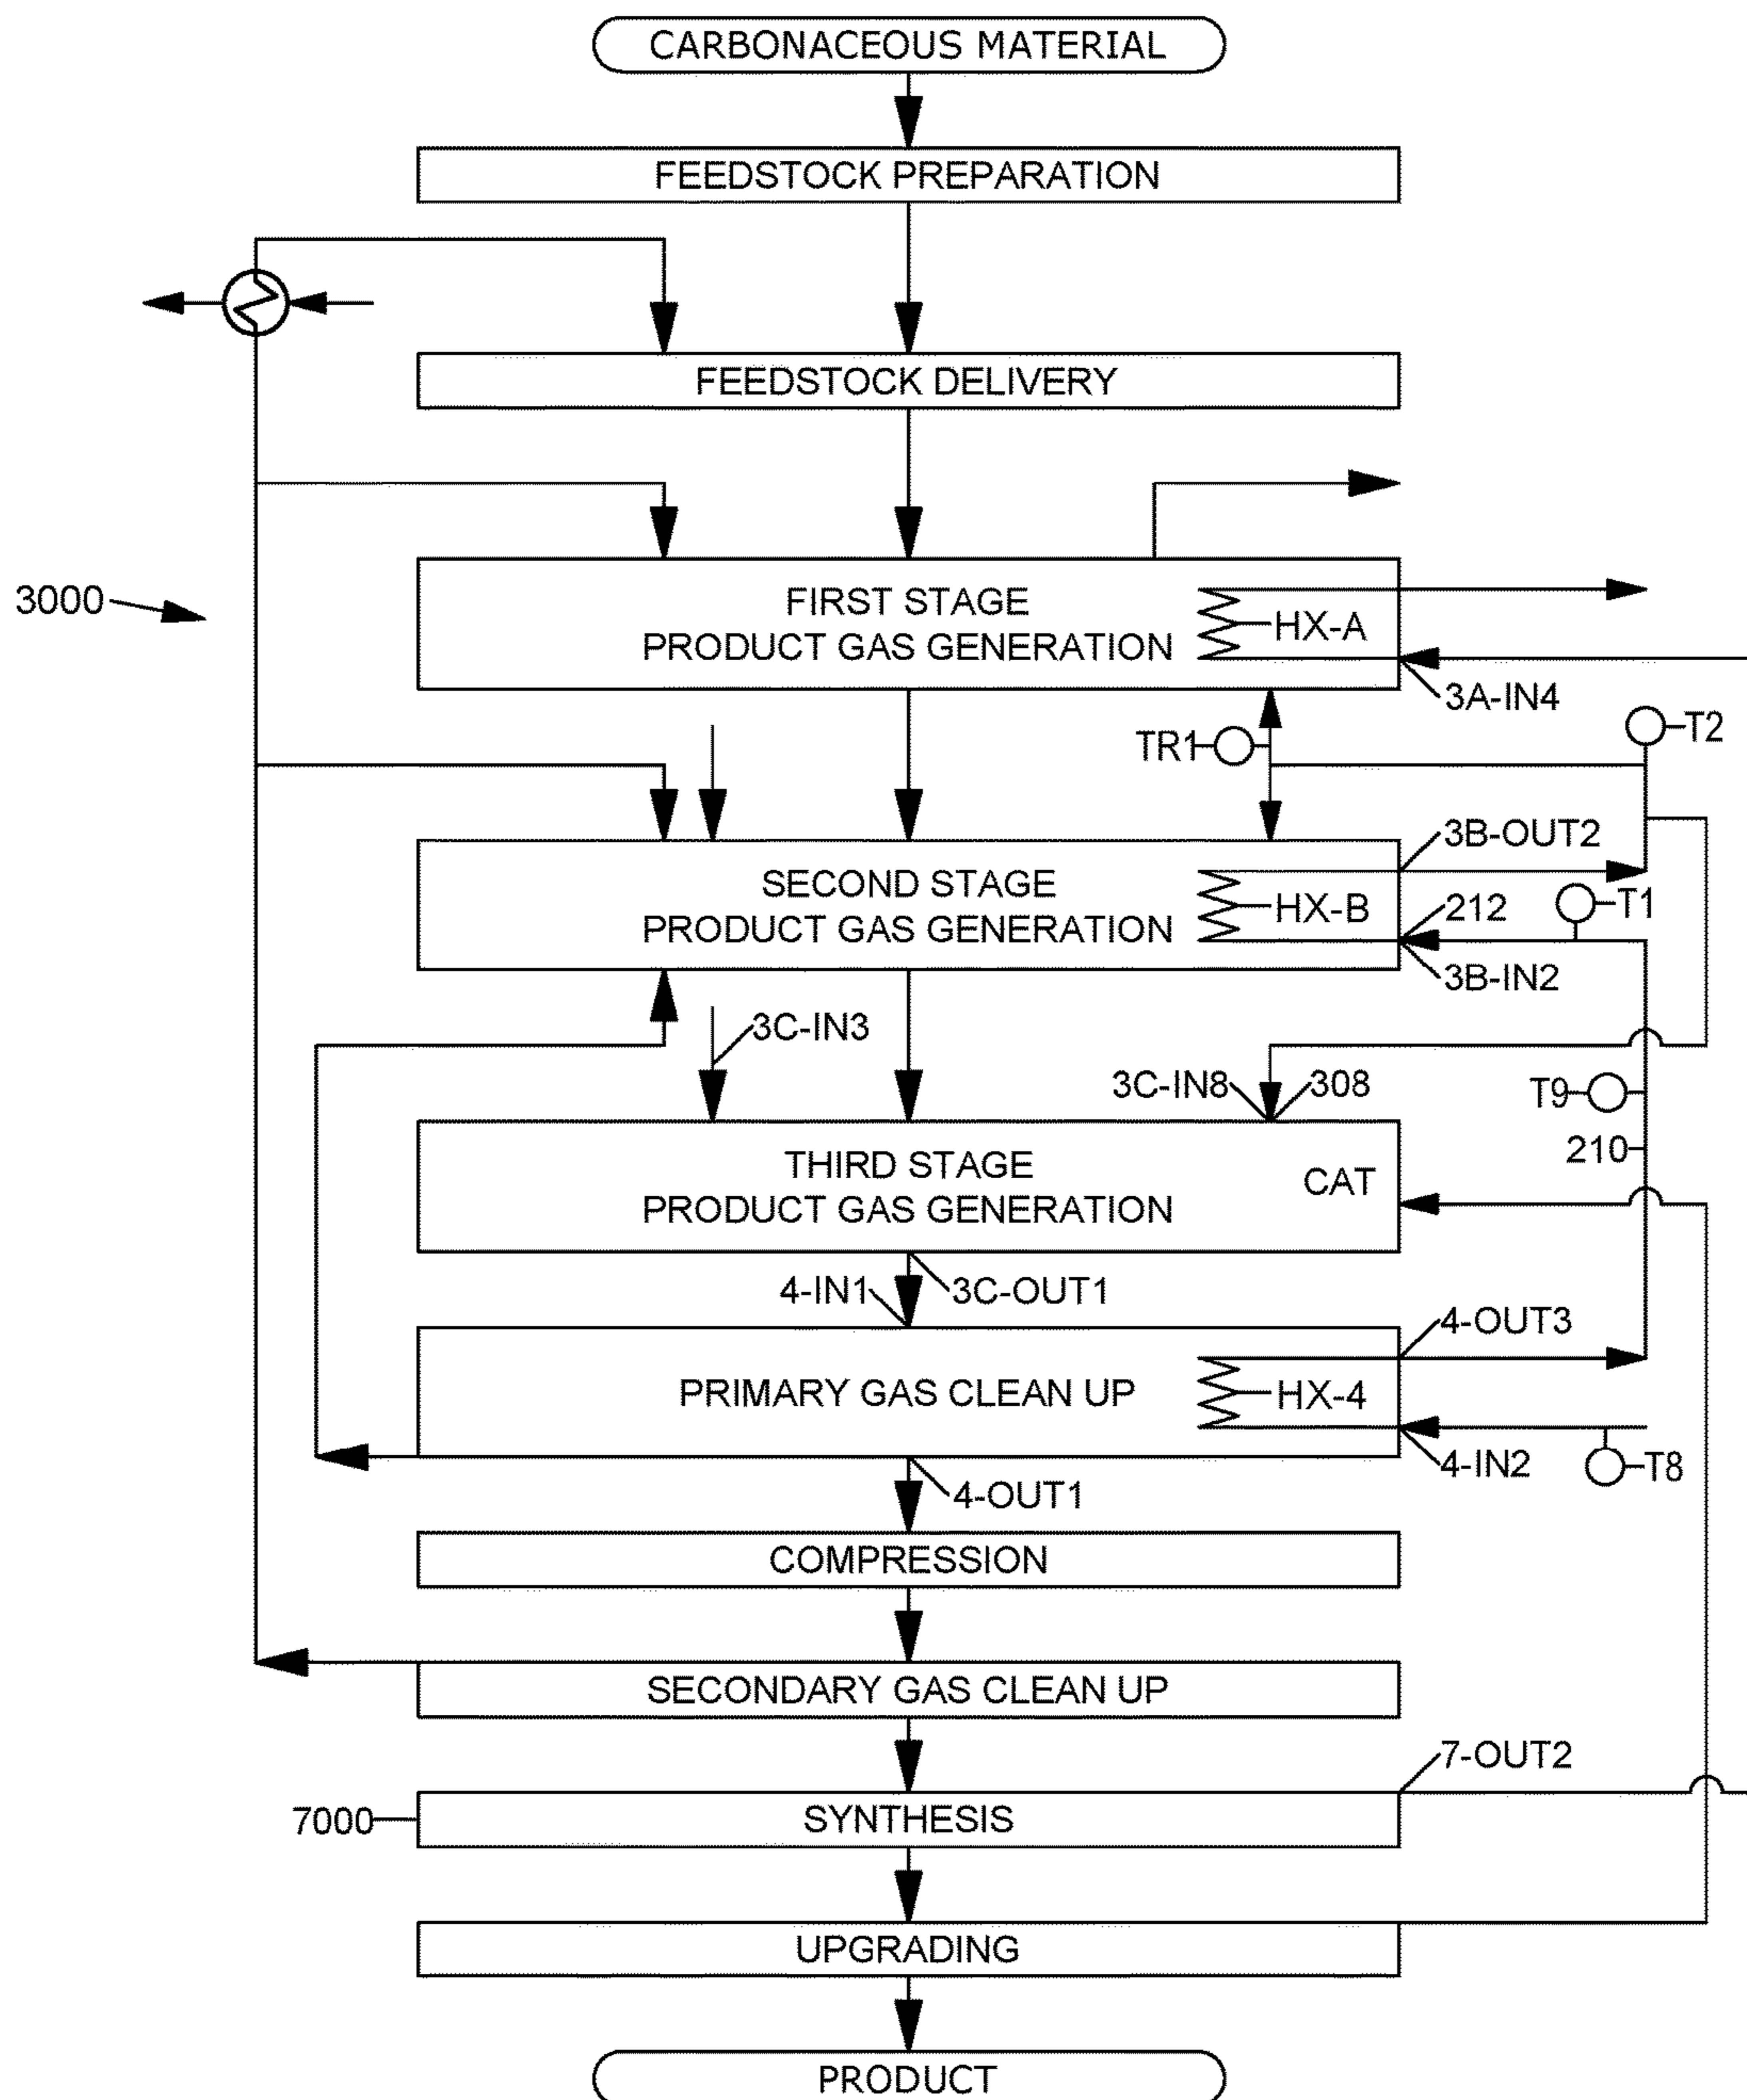 CARBONACEOUS MATERIAL
FEEDSTOCK PREPARATION
FEEDSTOCK DELIVERY
3000
FIRST STAGE
PRODUCT GAS GENERATION
HX-A
3A-IN4
TR1
T2
3B-OUT2
SECOND STAGE
PRODUCT GAS GENERATION
HX-B
212
T1
3B-IN2
3C-IN3
3C-IN8
308
T9
210
THIRD STAGE
PRODUCT GAS GENERATION
CAT
4-IN1
3C-OUT1
4-OUT3
PRIMARY GAS CLEAN UP
HX-4
4-IN2
T8
4-OUT1
COMPRESSION
SECONDARY GAS CLEAN UP
7-OUT2
7000
SYNTHESIS
UPGRADING
PRODUCT